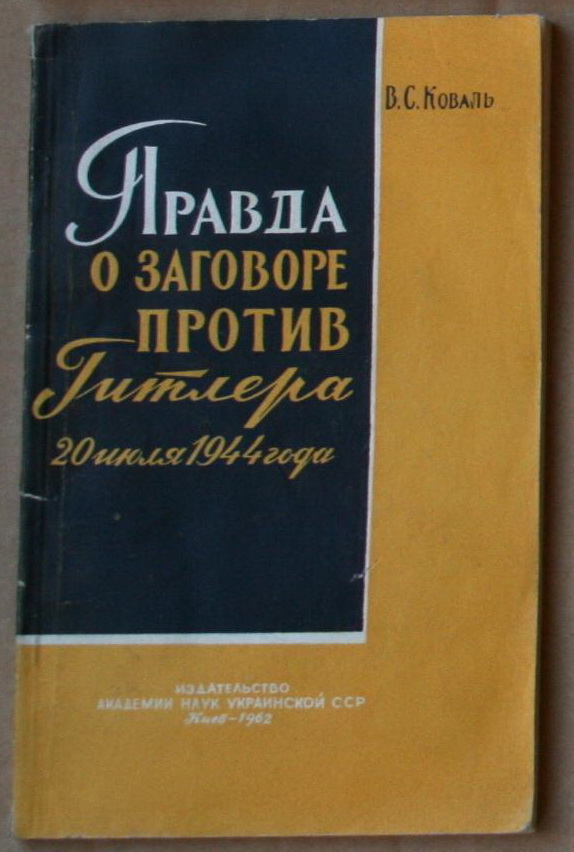 В.С. Коваль
Правда
о заговоре
против
Гитлера
20 июля 1944 года
Издательство
Академии наук Украинской ССР
Киев – 1962